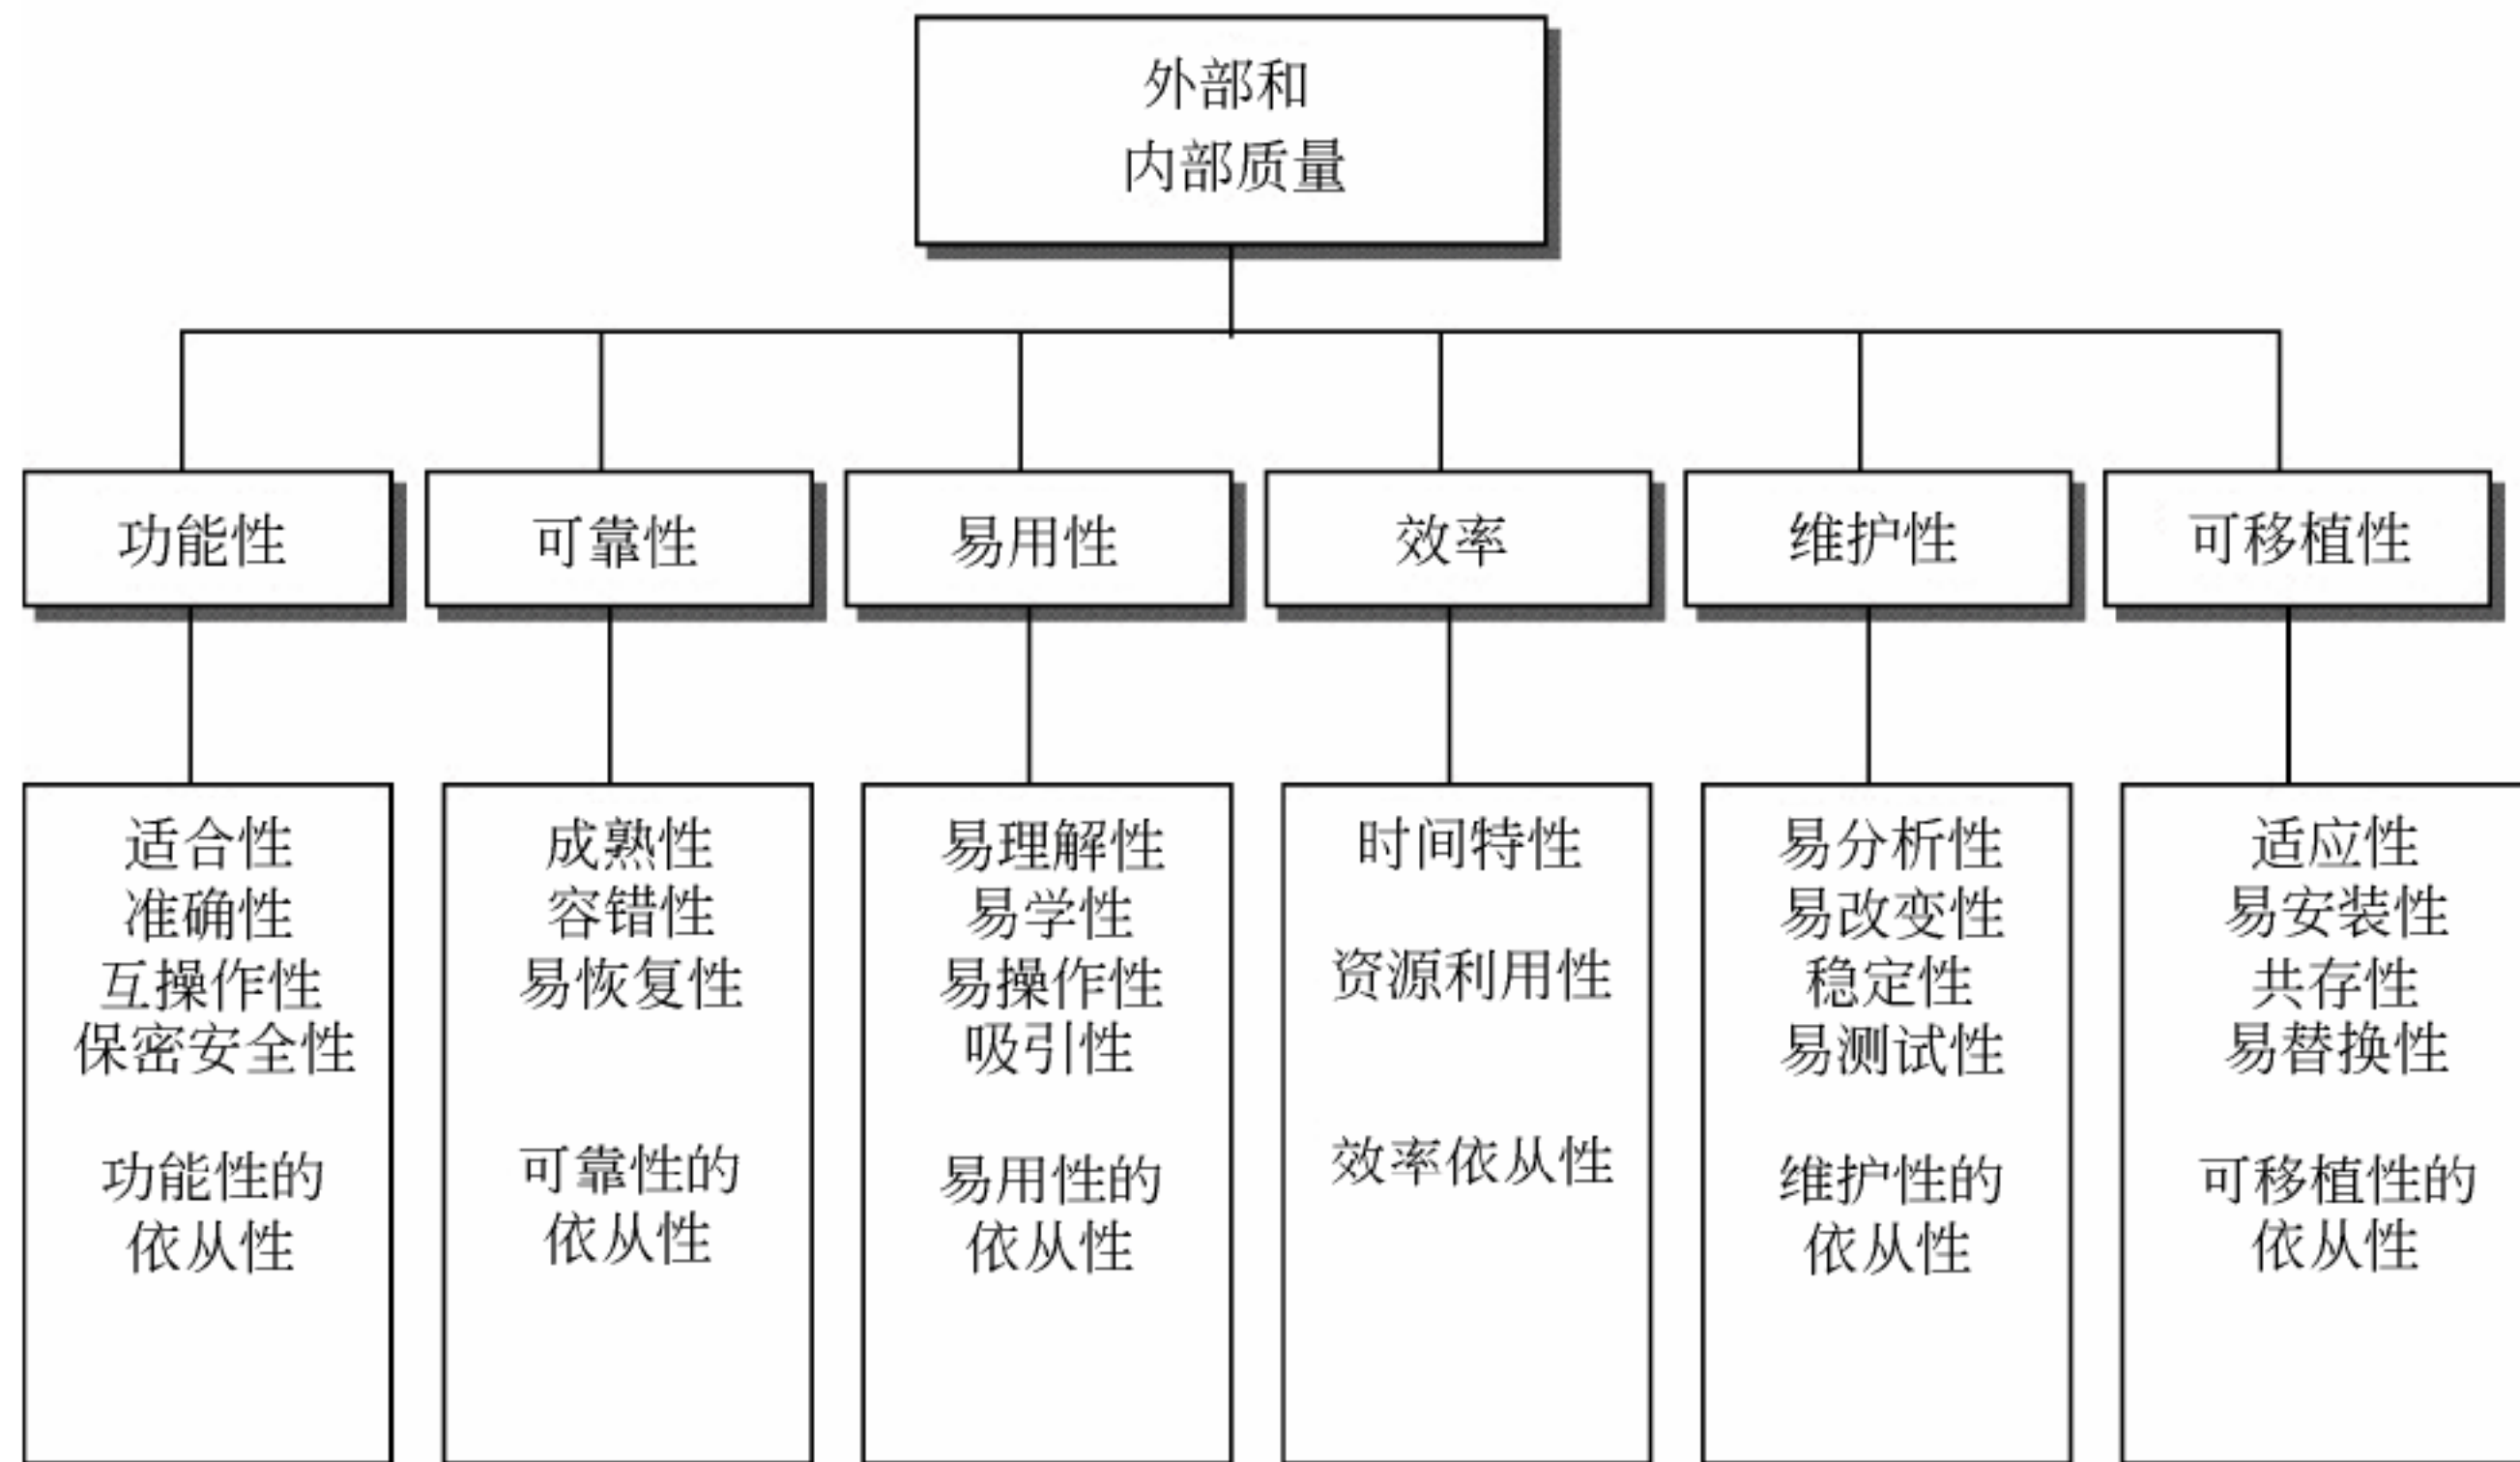 外部和
内部质量
功能性
可靠性
易用性
效率
维护性
可移植性
适合性
准确性
互操作性
保密安全性
功能性的
依从性
成熟性
容错性
易恢复性
可靠性的
依从性
易理解性
易学性
易操作性
吸引性
易用性的
依从性
时间特性
资源利用性
效率依从性
易分析性
易改变性
稳定性
易测试性
维护性的
依从性
适应性
易安装性
共存性
易替换性
可移植性的
依从性